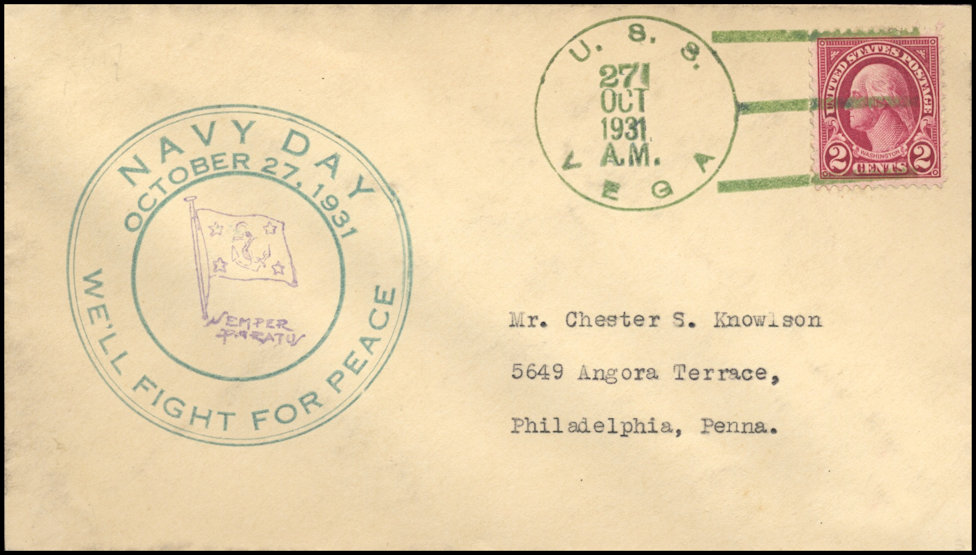 NAVY DAY
OCTOBER 27, 1931
SEMPER
PARATUS
WE'LL FIGHT FOR PEACE
U. S. S.
271
OCT
1931
A.M.
VEGA
UNITED STATES POSTAGE
WASHINGTON
2 CENTS 2
Mr. Chester S. Knowlson
5649 Angora Terrace,
Philadelphia, Penna.